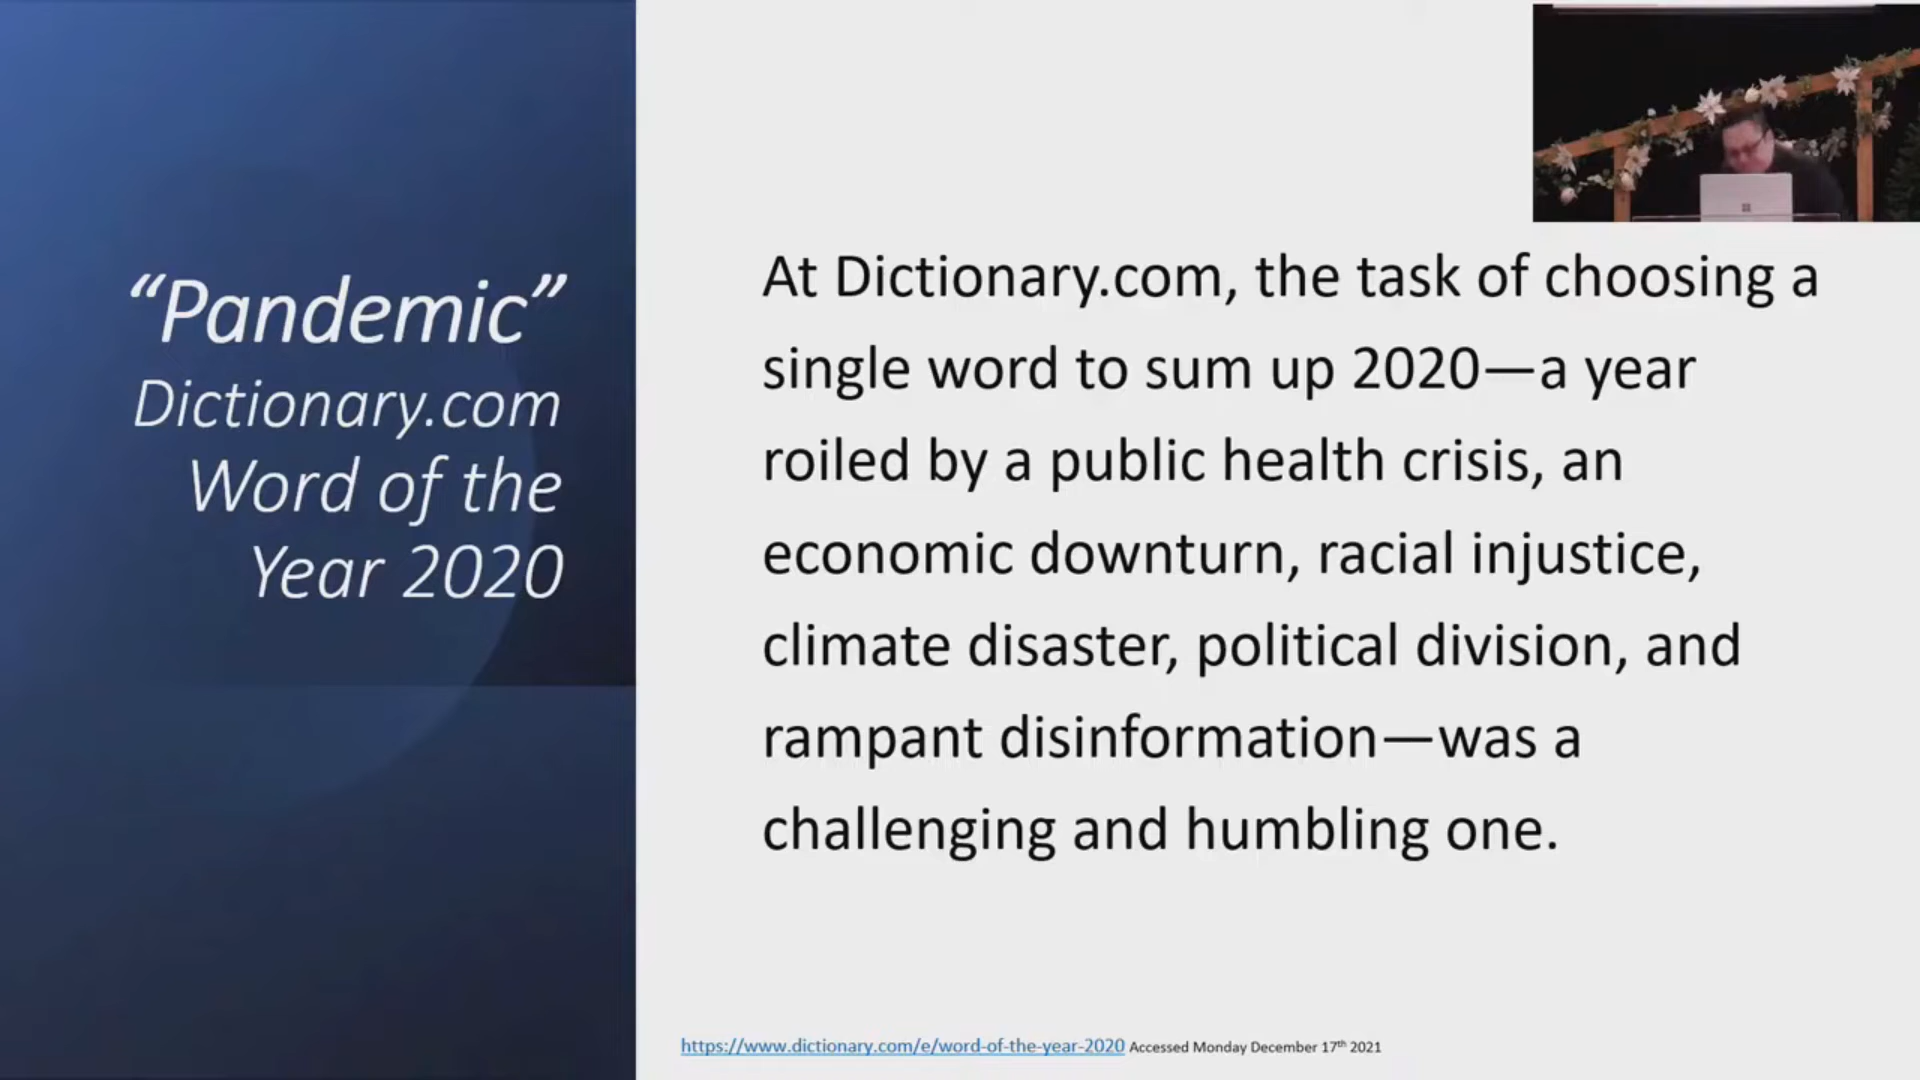 “Pandemic”
Dictionary.com
Word of the
Year 2020
At Dictionary.com, the task of choosing a
single word to sum up 2020—a year
roiled by a public health crisis, an
economic downturn, racial injustice,
climate disaster, political division, and
rampant disinformation—was a
challenging and humbling one.
https://www.dictionary.com/e/word-of-the-year-2020 Accessed Monday December 17th 2021